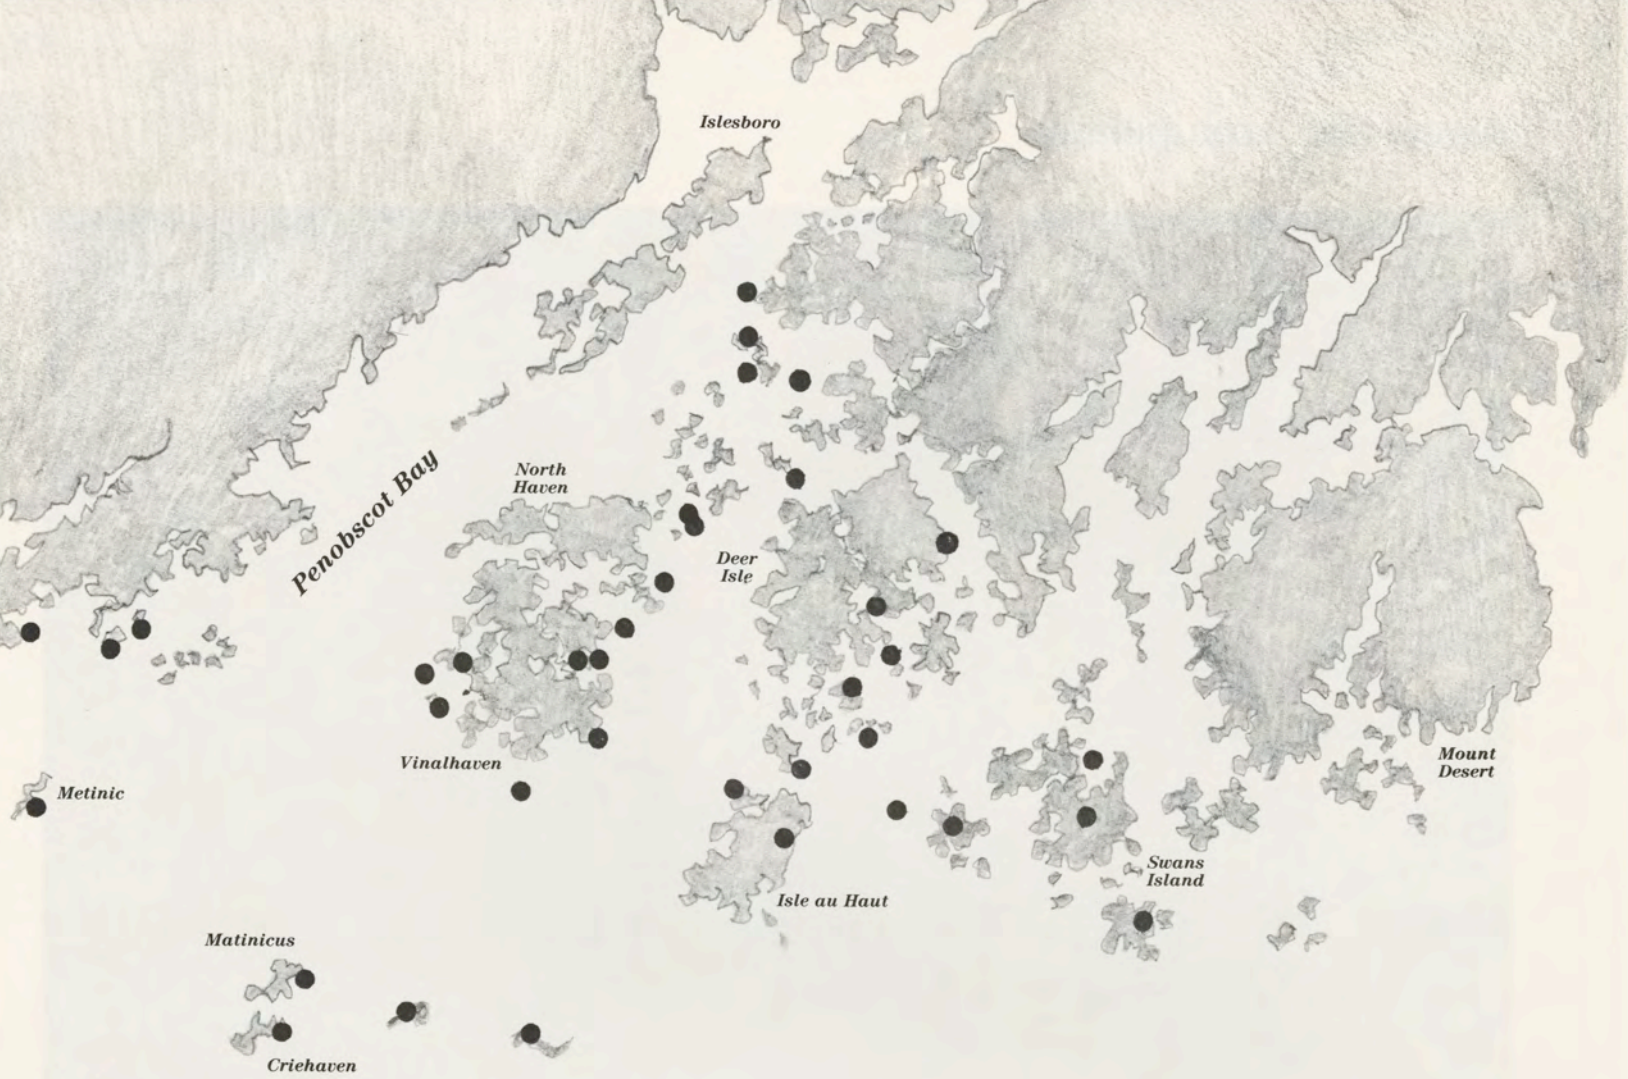 Islesboro
Penobscot Bay
North
Haven
Deer
Isle
Vinalhaven
Mount
Desert
Metinic
Swans
Island
Isle au Haut
Matinicus
Criehaven